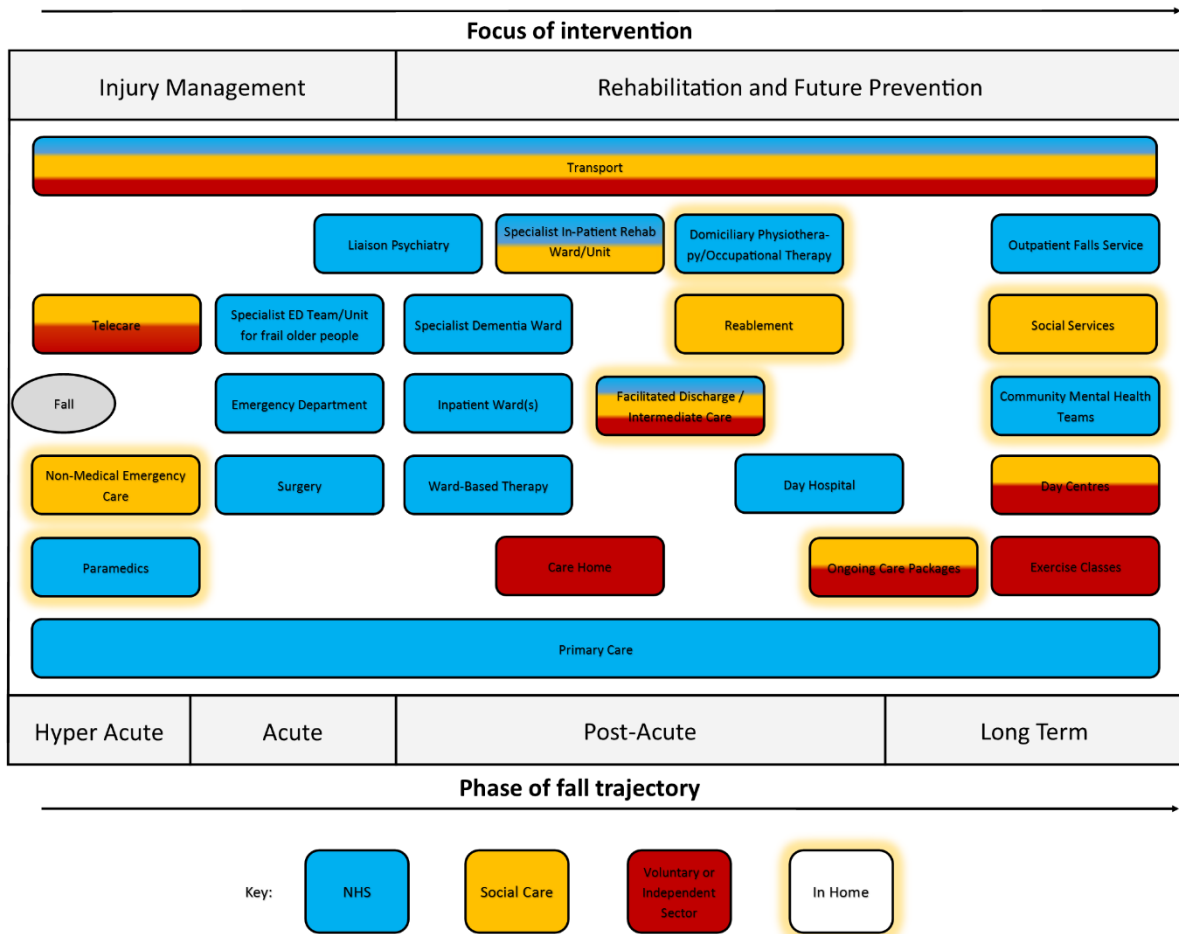 Focus of intervention
Injury Management
Rehabilitation and Future Prevention
Transport
Liaison Psychiatry
Specialist In-Patient Rehab
Ward/Unit
Domiciliary Physiothera-
py/Occupational Therapy
Outpatient Falls Service
Telecare
Specialist ED Team/Unit
for frail older people
Specialist Dementia Ward
Reablement
Social Services
Fall
Emergency Department
Inpatient Ward(s)
Facilitated Discharge /
Intermediate Care
Community Mental Health
Teams
Non-Medical Emergency
Care
Surgery
Ward-Based Therapy
Day Hospital
Day Centres
Paramedics
Care Home
Ongoing Care Packages
Exercise Classes
Primary Care
Hyper Acute
Acute
Post-Acute
Long Term
Phase of fall trajectory
Key:
NHS
Social Care
Voluntary or
Independent
Sector
In Home